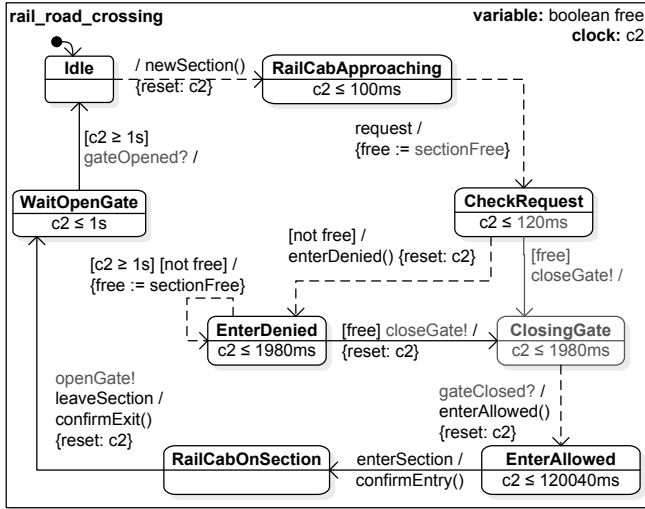 rail_road_crossing
variable: boolean free
clock: c2
Idle
/ newSection()
{reset: c2}
RailCabApproaching
c2 ≤ 100ms
request /
{free := sectionFree}
[c2 ≥ 1s]
gateOpened? /
WaitOpenGate
c2 ≤ 1s
CheckRequest
c2 ≤ 120ms
[not free] /
enterDenied() {reset: c2}
[free]
closeGate! /
[c2 ≥ 1s] [not free] /
{free := sectionFree}
EnterDenied
c2 ≤ 1980ms
[free] closeGate! /
{reset: c2}
ClosingGate
c2 ≤ 1980ms
openGate!
leaveSection /
confirmExit()
{reset: c2}
gateClosed? /
enterAllowed()
{reset: c2}
RailCabOnSection
enterSection /
confirmEntry()
EnterAllowed
c2 ≤ 120040ms